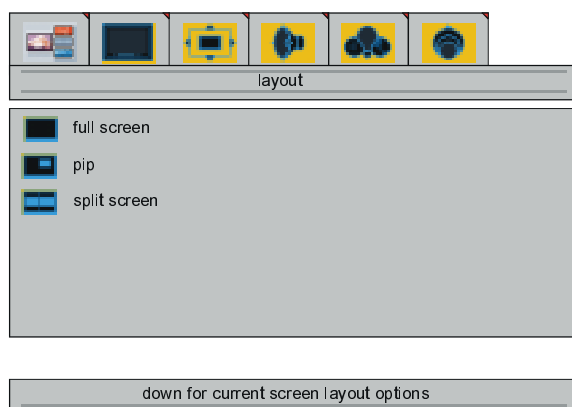 layout
full screen
pip
split screen
down for current screen layout options